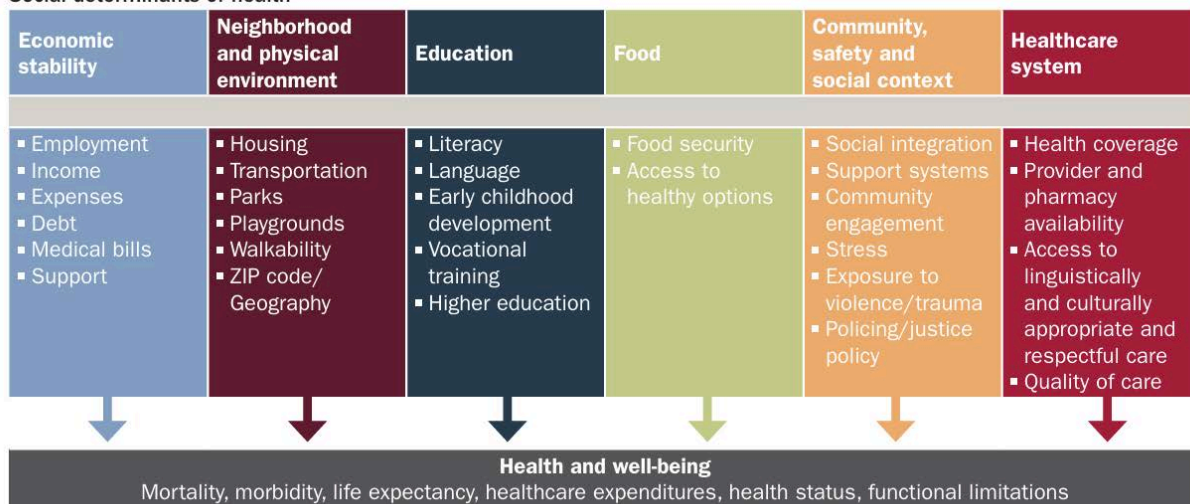 Social determinants of health
Economic
stability
Neighborhood
and physical
environment
Education
Food
Community,
safety and
social context
Healthcare
system
▪ Employment
▪ Income
▪ Expenses
▪ Debt
▪ Medical bills
▪ Support
▪ Housing
▪ Transportation
▪ Parks
▪ Playgrounds
▪ Walkability
▪ ZIP code/
Geography
▪ Literacy
▪ Language
▪ Early childhood
development
▪ Vocational
training
▪ Higher education
▪ Food security
▪ Access to
healthy options
▪ Social integration
▪ Support systems
▪ Community
engagement
▪ Stress
▪ Exposure to
violence/trauma
▪ Policing/justice
policy
▪ Health coverage
▪ Provider and
pharmacy
availability
▪ Access to
linguistically
and culturally
appropriate and
respectful care
▪ Quality of care
Health and well-being
Mortality, morbidity, life expectancy, healthcare expenditures, health status, functional limitations